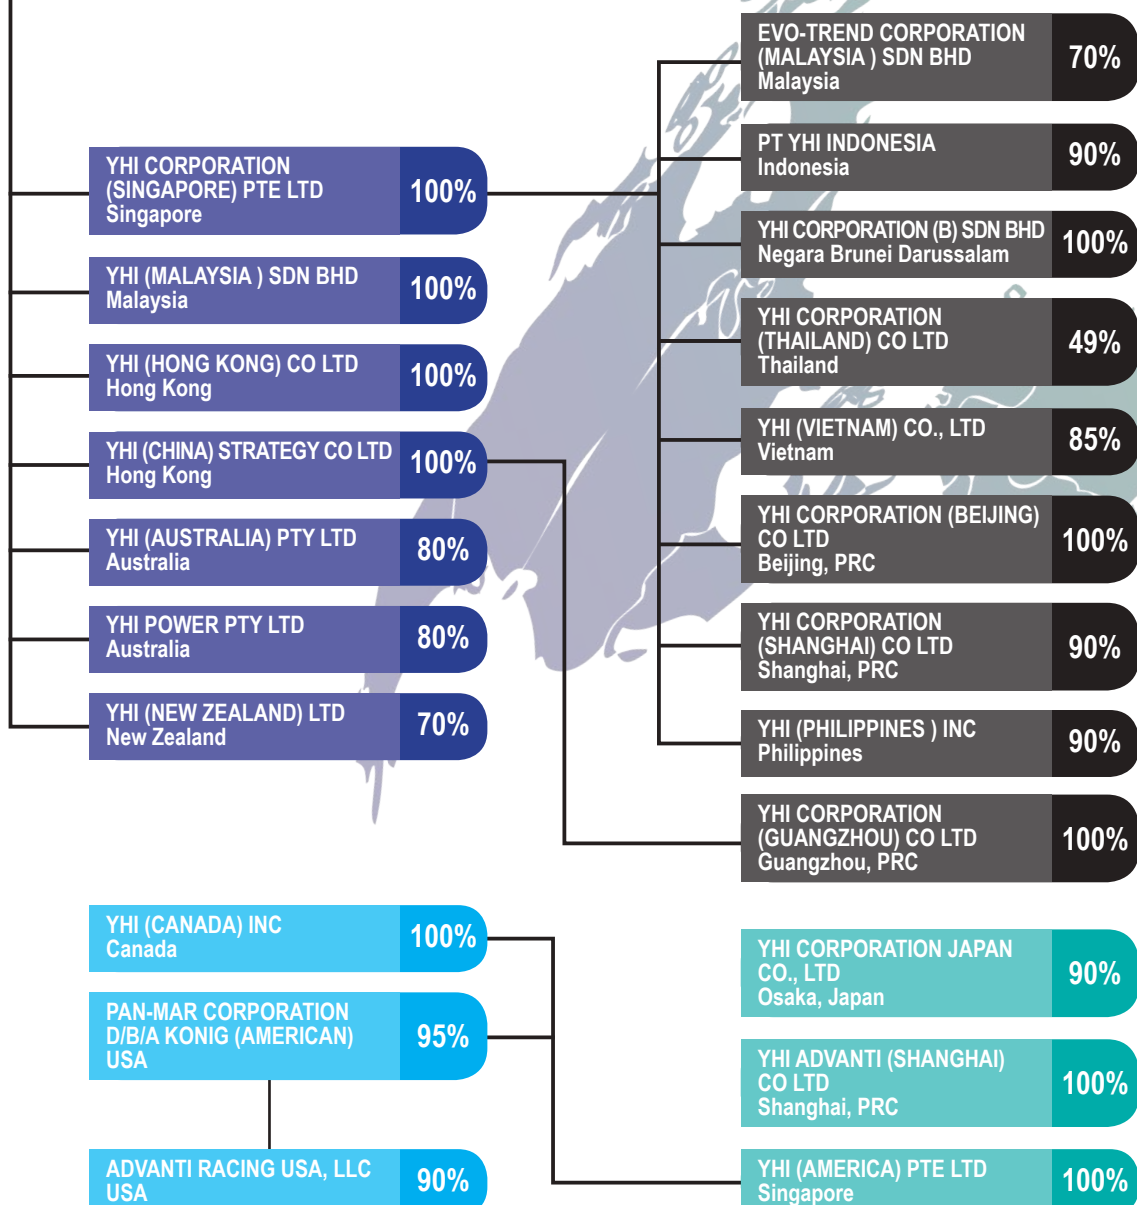 YHI CORPORATION
(SINGAPORE) PTE LTD
Singapore
100%
YHI (MALAYSIA ) SDN BHD
Malaysia
100%
YHI (HONG KONG) CO LTD
Hong Kong
100%
YHI (CHINA) STRATEGY CO LTD
Hong Kong
100%
YHI (AUSTRALIA) PTY LTD
Australia
80%
YHI POWER PTY LTD
Australia
80%
YHI (NEW ZEALAND) LTD
New Zealand
70%
EVO-TREND CORPORATION
(MALAYSIA ) SDN BHD
Malaysia
70%
PT YHI INDONESIA
Indonesia
90%
YHI CORPORATION (B) SDN BHD
Negara Brunei Darussalam
100%
YHI CORPORATION
(THAILAND) CO LTD
Thailand
49%
YHI (VIETNAM) CO., LTD
Vietnam
85%
YHI CORPORATION (BEIJING)
CO LTD
Beijing, PRC
100%
YHI CORPORATION
(SHANGHAI) CO LTD
Shanghai, PRC
90%
YHI (PHILIPPINES ) INC
Philippines
90%
YHI CORPORATION
(GUANGZHOU) CO LTD
Guangzhou, PRC
100%
YHI (CANADA) INC
Canada
100%
PAN-MAR CORPORATION
D/B/A KONIG (AMERICAN)
USA
95%
ADVANTI RACING USA, LLC
USA
90%
YHI CORPORATION JAPAN
CO., LTD
Osaka, Japan
90%
YHI ADVANTI (SHANGHAI)
CO LTD
Shanghai, PRC
100%
YHI (AMERICA) PTE LTD
Singapore
100%